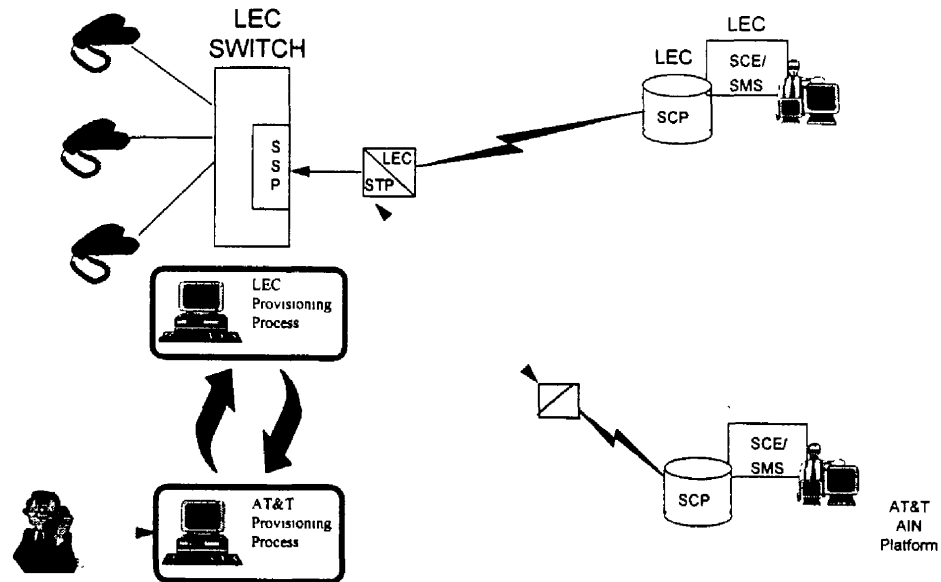 LEC
SWITCH
S
S
P
LEC
STP
LEC
SCP
LEC
SCE/
SMS
LEC
Provisioning
Process
AT&T
Provisioning
Process
SCP
SCE/
SMS
AT&T
AIN
Platform